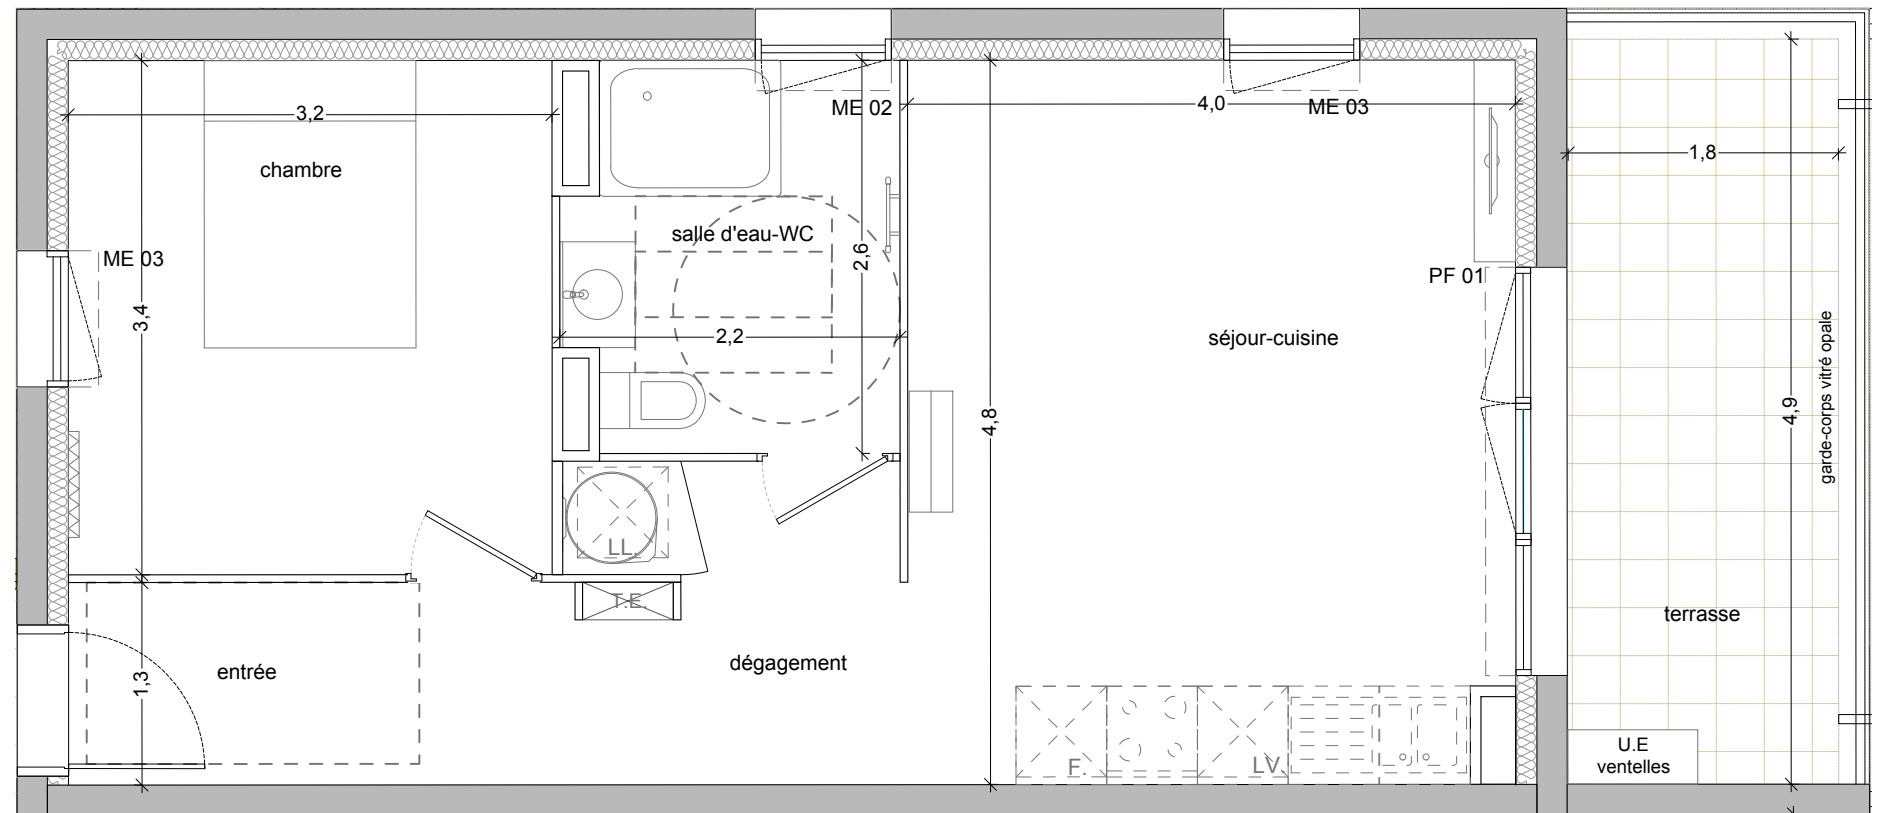 ME 02
4,0
ME 03
3,2
chambre
1,8
salle d'eau-WC
2,6
ME 03
PF 01
3,4
2,2
séjour-cuisine
garde-corps vitré opale
4,8
4,9
LL.
T.E.
terrasse
entrée
dégagement
1,3
F.
LV.
U.E
ventelles